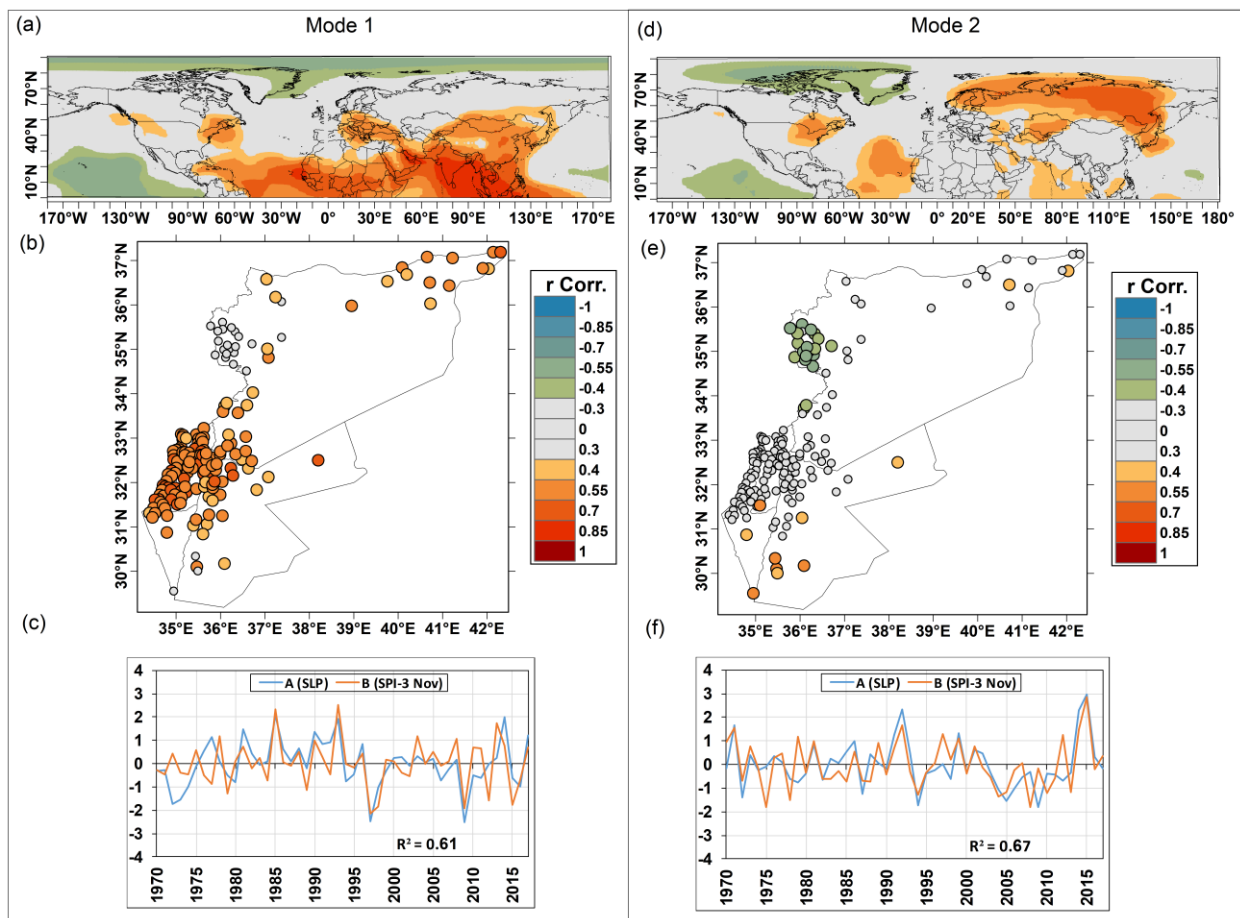 (a) Mode 1
70°N
40°N
10°N
170°W 130°W 90°W 60°W 30°W 0° 30°E 60°E 90°E 120°E 170°E
(b)
37°N
36°N
35°N
34°N
33°N
32°N
31°N
30°N
35°E 36°E 37°E 38°E 39°E 40°E 41°E 42°E
r Corr.
-1
-0.85
-0.7
-0.55
-0.4
-0.3
0
0.3
0.4
0.55
0.7
0.85
1
(c)
A (SLP) B (SPI-3 Nov)
4
3
2
1
0
-1
-2
-3
-4
R² = 0.61
1970 1975 1980 1985 1990 1995 2000 2005 2010 2015
(d) Mode 2
70°N
40°N
10°N
170°W 130°W 90°W 60°W 30°W 0° 20°E 50°E 80°E 110°E 150°E 180°
(e)
37°N
36°N
35°N
34°N
33°N
32°N
31°N
30°N
35°E 36°E 37°E 38°E 39°E 40°E 41°E 42°E
r Corr.
-1
-0.85
-0.7
-0.55
-0.4
-0.3
0
0.3
0.4
0.55
0.7
0.85
1
(f)
A (SLP) B (SPI-3 Nov)
4
3
2
1
0
-1
-2
-3
-4
R² = 0.67
1970 1975 1980 1985 1990 1995 2000 2005 2010 2015